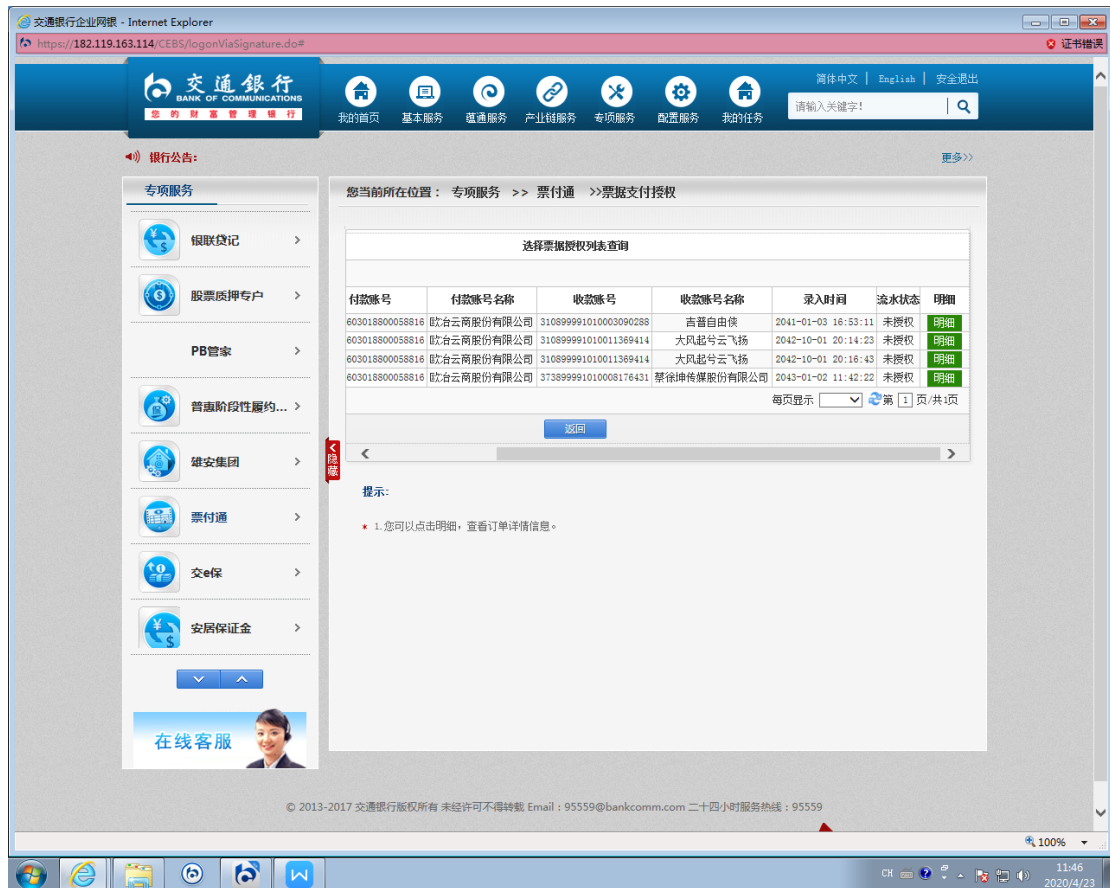 交通银行企业网银 - Internet Explorer
https://182.119.163.114/CEBS/logonViaSignature.do#
证书错误
交通銀行
BANK OF COMMUNICATIONS
您的财富管理银行
我的首页 基本服务 蕴通服务 产业链服务 专项服务 配置服务 我的任务
简体中文 | English | 安全退出
请输入关键字!
银行公告:
更多>>
专项服务
银联贷记
股票质押专户
PB管家
普惠阶段性履约...
雄安集团
票付通
交e保
安居保证金
在线客服
您当前所在位置： 专项服务 >> 票付通 >>票据支付授权
选择票据授权列表查询
付款账号 付款账号名称 收款账号 收款账号名称 录入时间 流水状态 明细
603018800058816 欧冶云商股份有限公司 310899991010003090288 吉普自由侠 2041-01-03 16:53:11 未授权 明细
603018800058816 欧冶云商股份有限公司 310899991010011369414 大风起兮云飞扬 2042-10-01 20:14:23 未授权 明细
603018800058816 欧冶云商股份有限公司 310899991010011369414 大风起兮云飞扬 2042-10-01 20:16:43 未授权 明细
603018800058816 欧冶云商股份有限公司 373899991010008176431 蔡徐坤传媒股份有限公司 2043-01-02 11:42:22 未授权 明细
每页显示 第 1 页/共1页
返回
隐藏
提示:
* 1.您可以点击明细，查看订单详情信息。
© 2013-2017 交通银行版权所有 未经许可不得转载 Email：95559@bankcomm.com 二十四小时服务热线：95559
100%
CH
11:46
2020/4/23